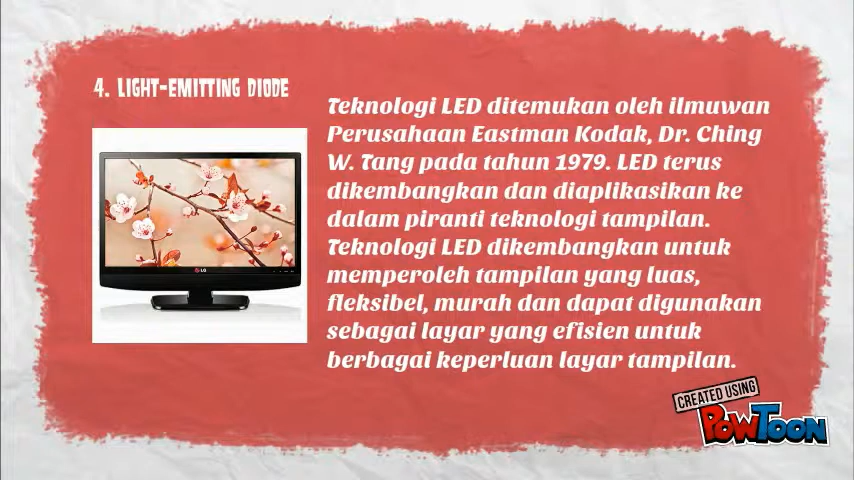 4. LIGHT-EMITTING DIODE
Teknologi LED ditemukan oleh ilmuwan
Perusahaan Eastman Kodak, Dr. Ching
W. Tang pada tahun 1979. LED terus
dikembangkan dan diaplikasikan ke
dalam piranti teknologi tampilan.
Teknologi LED dikembangkan untuk
memperoleh tampilan yang luas,
fleksibel, murah dan dapat digunakan
sebagai layar yang efisien untuk
berbagai keperluan layar tampilan.
LG
CREATED USING
POWTOON